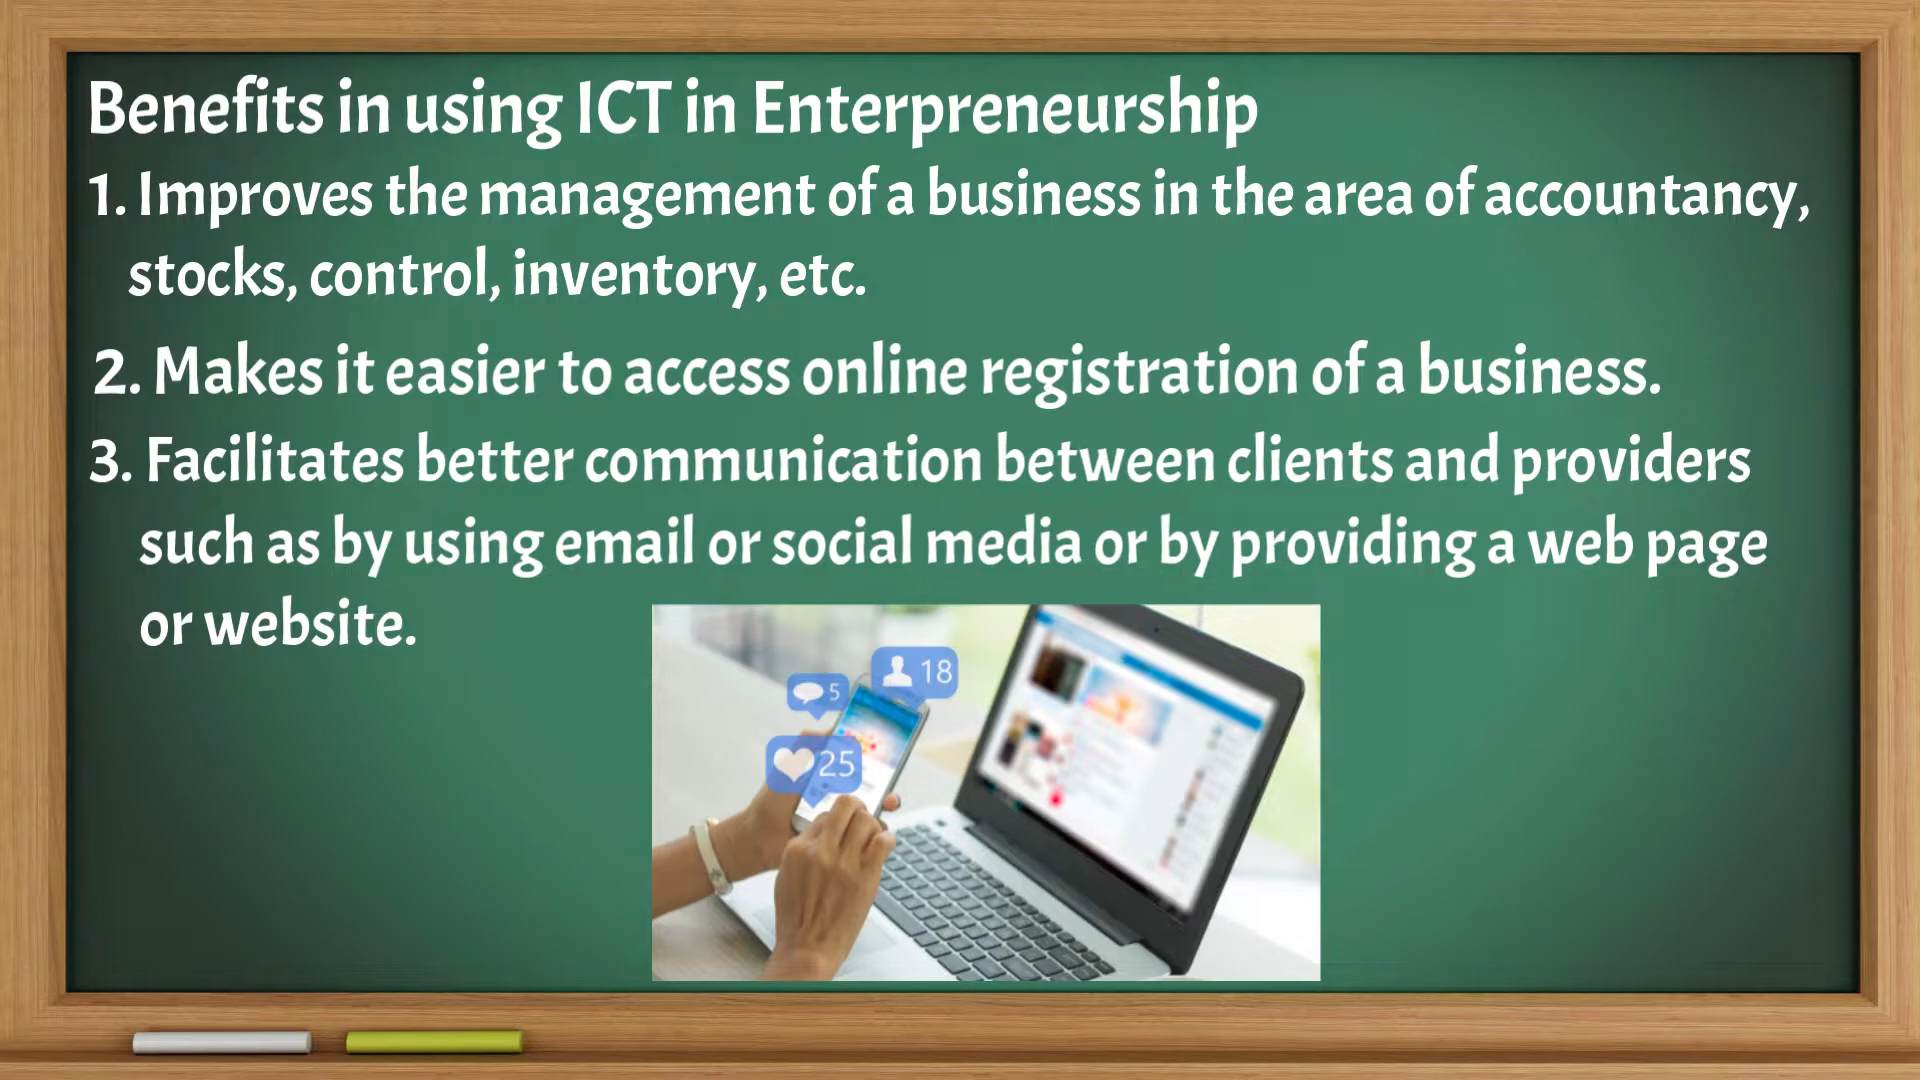 Benefits in using ICT in Enterpreneurship
1. Improves the management of a business in the area of accountancy,
stocks, control, inventory, etc.
2. Makes it easier to access online registration of a business.
3. Facilitates better communication between clients and providers
such as by using email or social media or by providing a web page
or website.
18
5
25